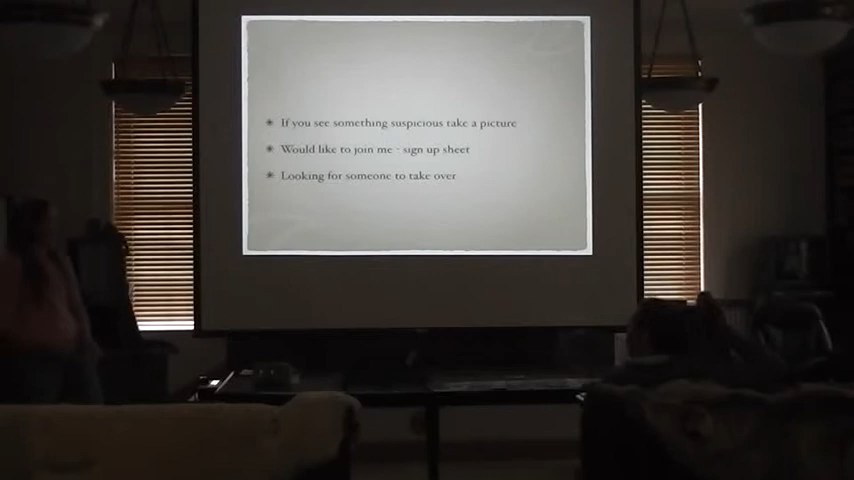 If you see something suspicious take a picture
Would like to join me - sign up sheet
Looking for someone to take over